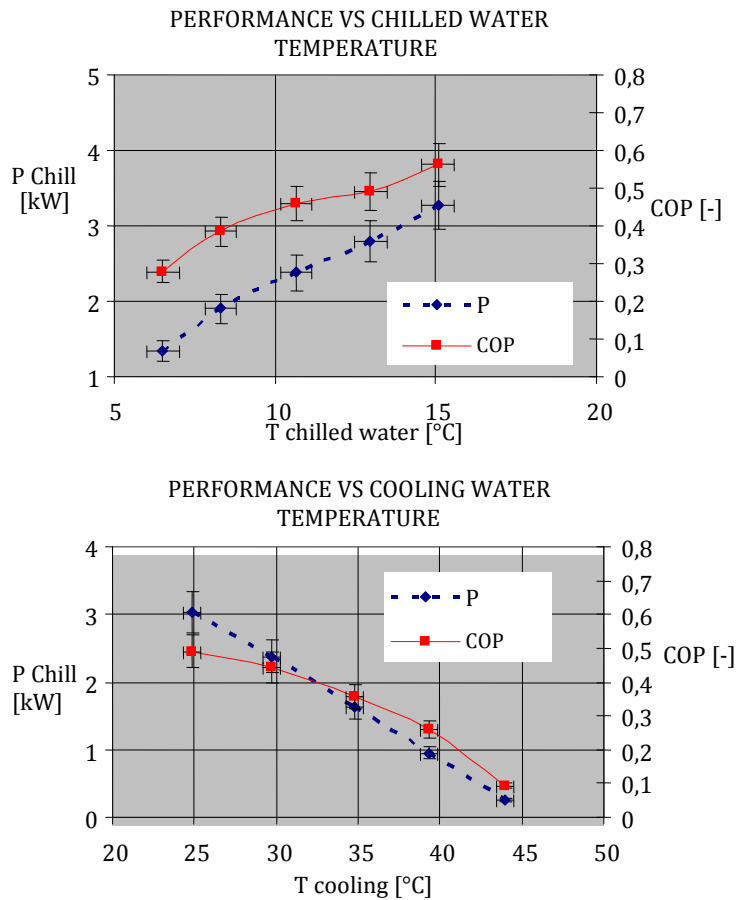 PERFORMANCE VS CHILLED WATER
TEMPERATURE
5
4
3
2
1
P Chill
[kW]
0,8
0,7
0,6
0,5
0,4
0,3
0,2
0,1
0
COP [-]
P
COP
5
10
15
20
T chilled water [°C]
PERFORMANCE VS COOLING WATER
TEMPERATURE
4
3
2
1
0
P Chill
[kW]
0,8
0,7
0,6
0,5
0,4
0,3
0,2
0,1
0
COP [-]
P
COP
20
25
30
35
40
45
50
T cooling [°C]